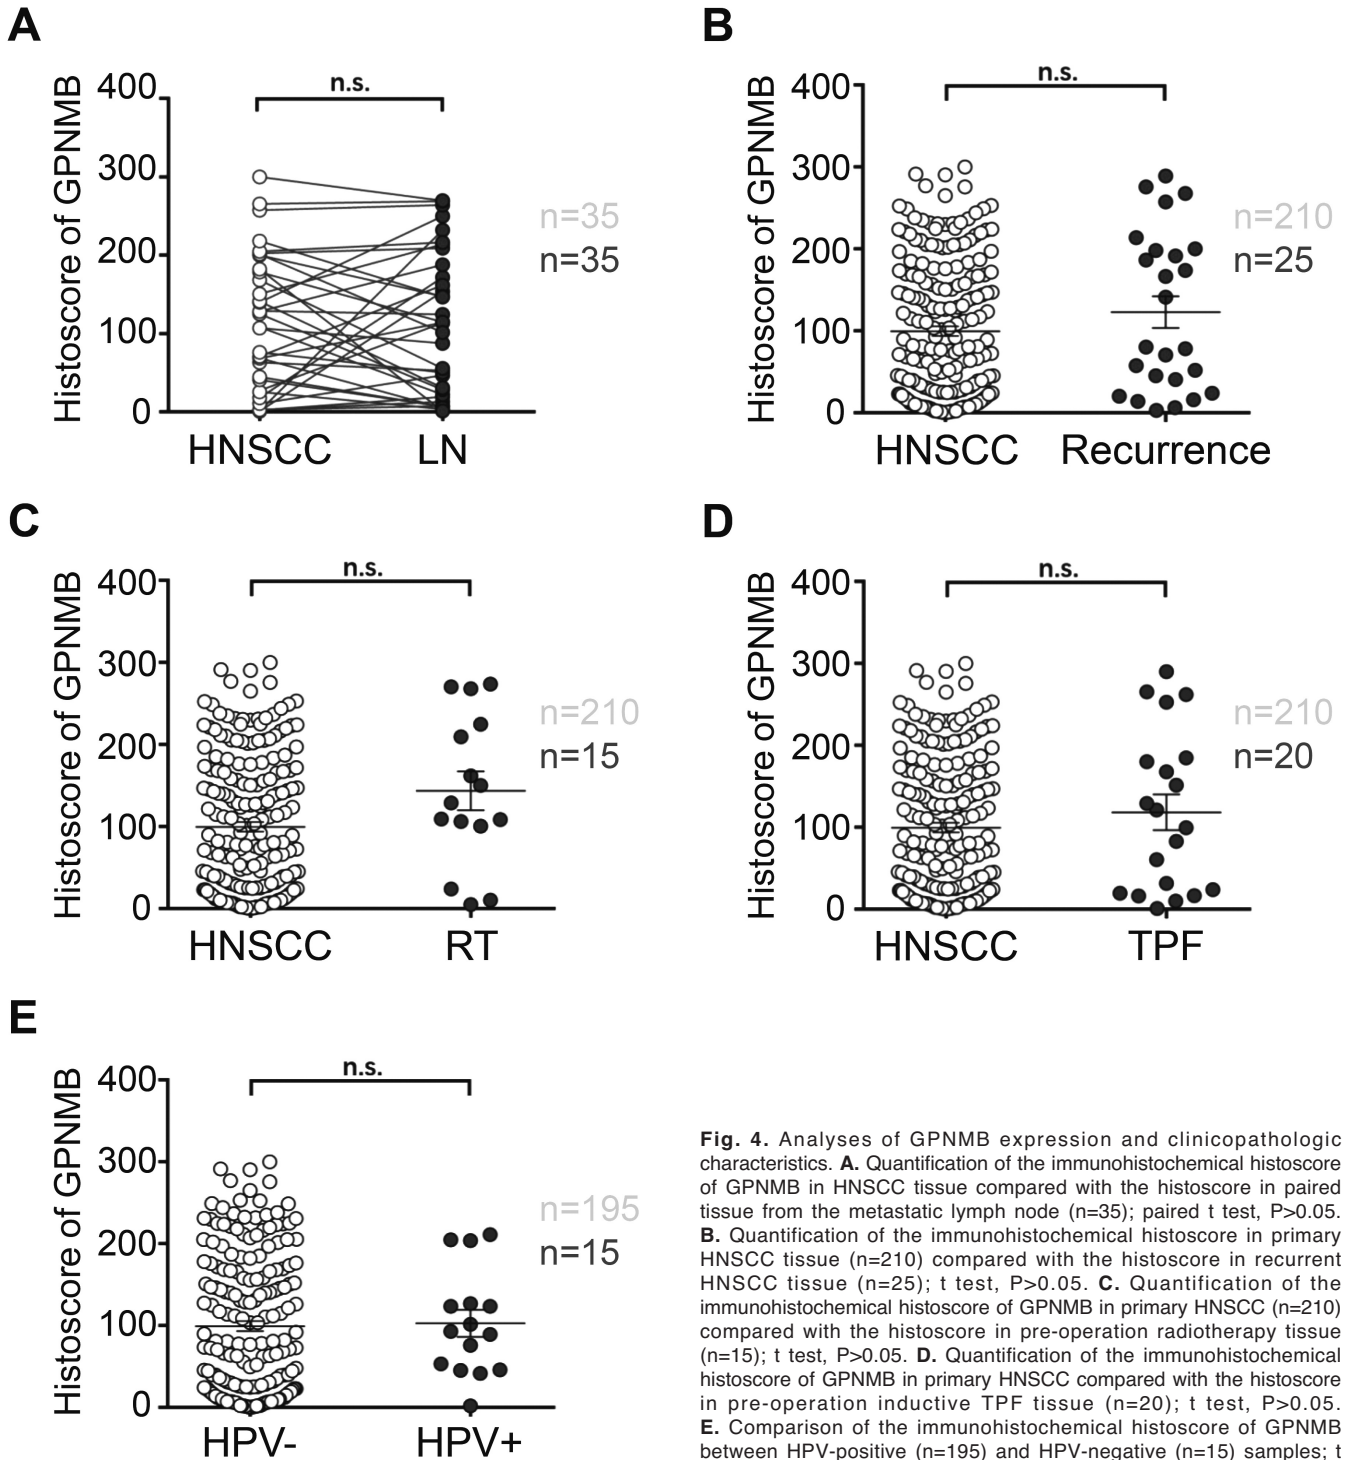 A
n.s.
Histoscore of GPNMB
400
300
200
100
0
n=35
n=35
HNSCC LN
B
n.s.
Histoscore of GPNMB
400
300
200
100
0
n=210
n=25
HNSCC Recurrence
C
n.s.
Histoscore of GPNMB
400
300
200
100
0
n=210
n=15
HNSCC RT
D
n.s.
Histoscore of GPNMB
400
300
200
100
0
n=210
n=20
HNSCC TPF
E
n.s.
Histoscore of GPNMB
400
300
200
100
0
n=195
n=15
HPV- HPV+
Fig. 4. Analyses of GPNMB expression and clinicopathologic
characteristics. A. Quantification of the immunohistochemical histoscore
of GPNMB in HNSCC tissue compared with the histoscore in paired
tissue from the metastatic lymph node (n=35); paired t test, P>0.05.
B. Quantification of the immunohistochemical histoscore in primary
HNSCC tissue (n=210) compared with the histoscore in recurrent
HNSCC tissue (n=25); t test, P>0.05. C. Quantification of the
immunohistochemical histoscore of GPNMB in primary HNSCC (n=210)
compared with the histoscore in pre-operation radiotherapy tissue
(n=15); t test, P>0.05. D. Quantification of the immunohistochemical
histoscore of GPNMB in primary HNSCC compared with the histoscore
in pre-operation inductive TPF tissue (n=20); t test, P>0.05.
E. Comparison of the immunohistochemical histoscore of GPNMB
between HPV-positive (n=195) and HPV-negative (n=15) samples; t